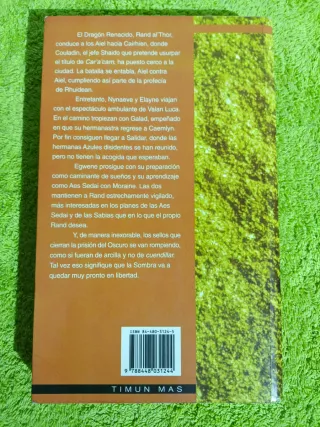 El Dragón Renacido, Rand al'Thor,
conduce a los Aiel hacia Cairhien, donde
Couladin, el jefe Shaido que pretende usurpar
el título de Car'a'carn, ha puesto cerco a la
ciudad. La batalla se entabla, Aiel contra
Aiel, cumpliendo así parte de la profecía
de Rhuidean.
Entretanto, Nynaeve y Elayne viajan
con el espectáculo ambulante de Valan Luca.
En el camino tropiezan con Galad, empeñado
en que su hermanastra regrese a Caemlyn.
Por fin consiguen llegar a Salidar, donde las
hermanas Azules disidentes se han reunido,
pero no tienen la acogida que esperaban.
Egwene prosigue con su preparación
como caminante de sueños y su aprendizaje
como Aes Sedai con Moraine. Las dos
mantienen a Rand estrechamente vigilado,
más interesadas en los planes de las Aes
Sedai y de las Sabias que en lo que el propio
Rand desea.
Y, de manera inexorable, los sellos que
cierran la prisión del Oscuro se van rompiendo,
como si fueran de arcilla y no de cuendillar.
Tal vez eso signifique que la Sombra va a
quedar muy pronto en libertad.
ISBN 84-480-3124-5
9 788448 031244
TIMUN MAS